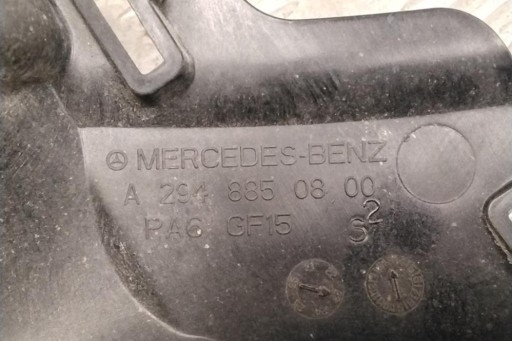 MERCEDES-BENZ
A 294 885 08 00
PA6 GF15 S2